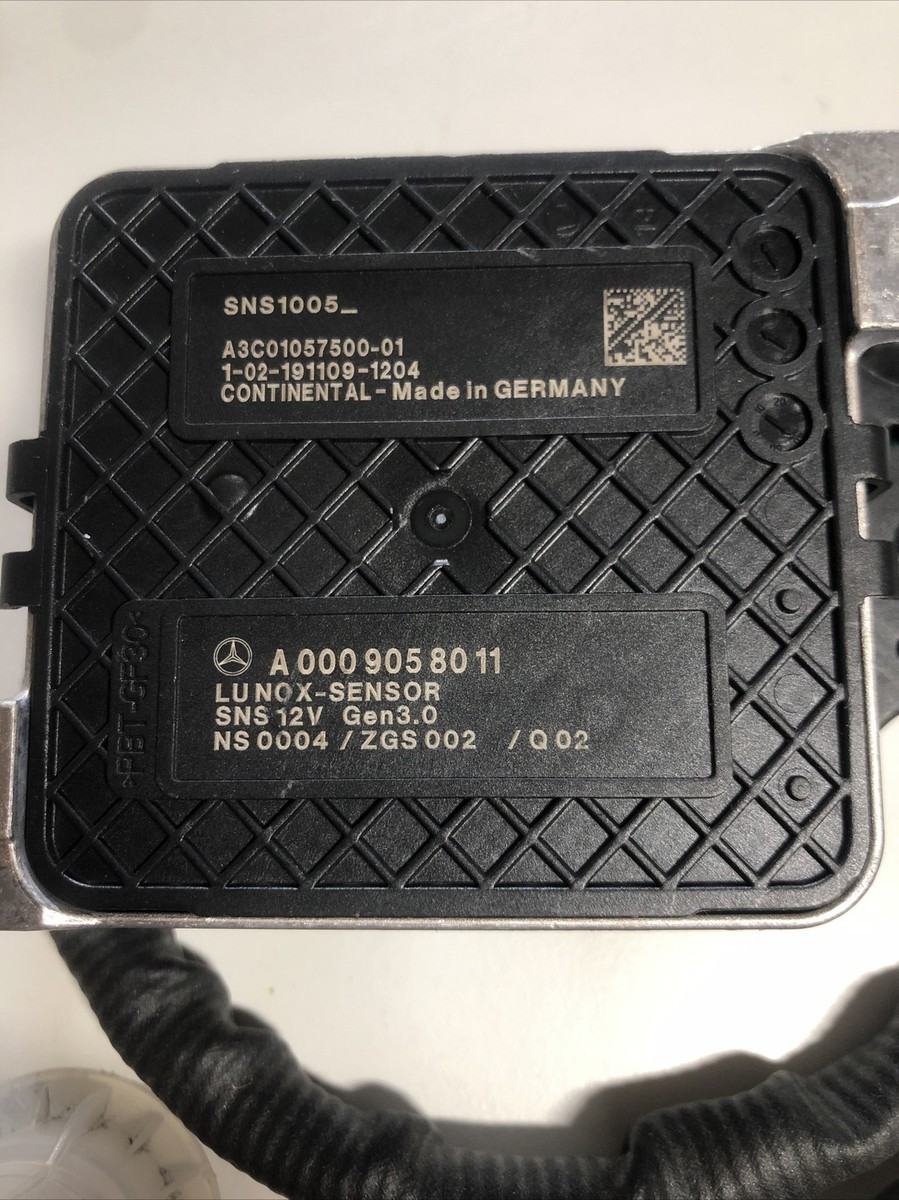 SNS1005_
A3C01057500-01
1-02-191109-1204
CONTINENTAL - Made in GERMANY
A 000 905 80 11
LU NOX-SENSOR
SNS 12V Gen3.0
NS 0004 / ZGS 002 / Q 02
>PBT-GF30<